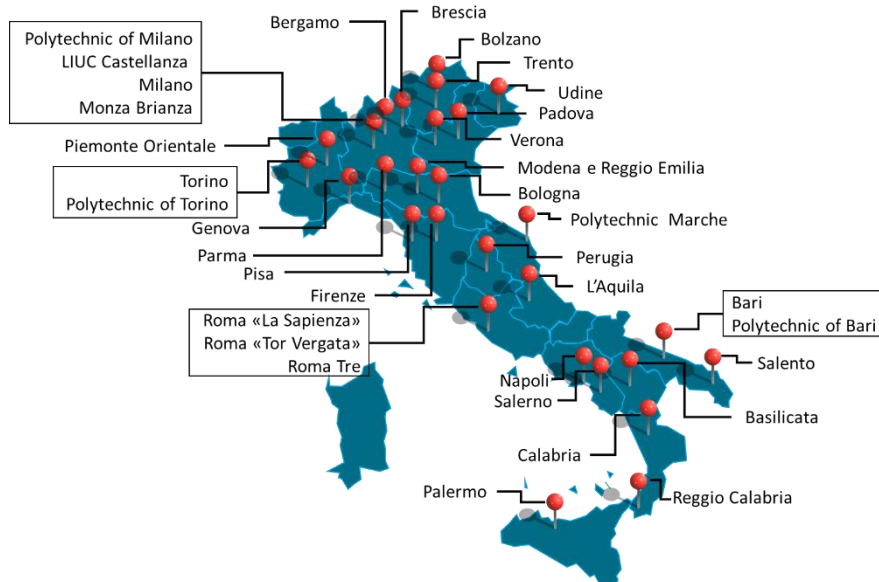 Brescia
Bergamo
Bolzano
Polytechnic of Milano
LIUC Castellanza
Milano
Monza Brianza
Trento
Udine
Padova
Verona
Piemonte Orientale
Modena e Reggio Emilia
Torino
Polytechnic of Torino
Bologna
Genova
Polytechnic Marche
Parma
Perugia
Pisa
L’Aquila
Firenze
Roma «La Sapienza»
Roma «Tor Vergata»
Roma Tre
Bari
Polytechnic of Bari
Salento
Napoli
Salerno
Basilicata
Calabria
Palermo
Reggio Calabria